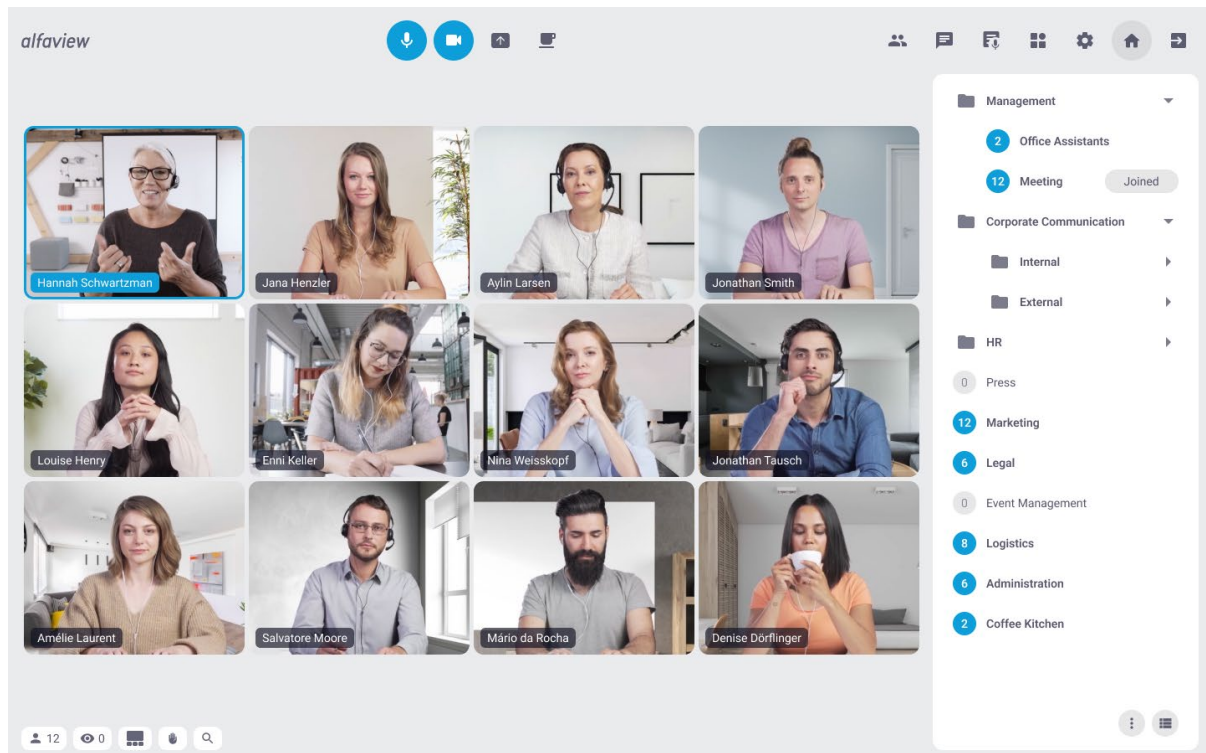 alfaview
Hannah Schwartzman
Jana Henzler
Aylin Larsen
Jonathan Smith
Louise Henry
Enni Keller
Nina Weisskopf
Jonathan Tausch
Amélie Laurent
Salvatore Moore
Mário da Rocha
Denise Dörflinger
12
0
Management
2 Office Assistants
12 Meeting Joined
Corporate Communication
Internal
External
HR
0 Press
12 Marketing
6 Legal
0 Event Management
8 Logistics
6 Administration
2 Coffee Kitchen